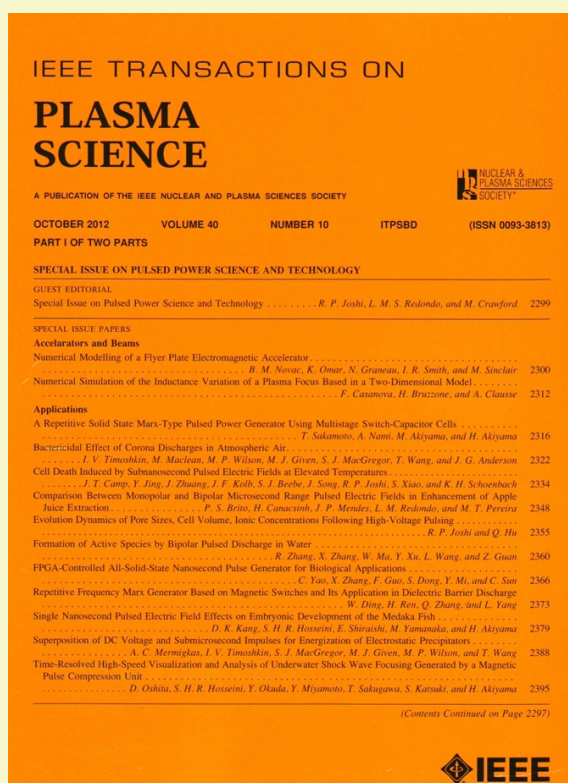 IEEE TRANSACTIONS ON
PLASMA
SCIENCE
NUCLEAR &
PLASMA SCIENCES
SOCIETY
A PUBLICATION OF THE IEEE NUCLEAR AND PLASMA SCIENCES SOCIETY
OCTOBER 2012 VOLUME 40 NUMBER 10 ITPSBD (ISSN 0093-3813)
PART I OF TWO PARTS
SPECIAL ISSUE ON PULSED POWER SCIENCE AND TECHNOLOGY
GUEST EDITORIAL
Special Issue on Pulsed Power Science and Technology . . . . . . . . . R. P. Joshi, L. M. S. Redondo, and M. Crawford 2299
SPECIAL ISSUE PAPERS
Accelarators and Beams
Numerical Modelling of a Flyer Plate Electromagnetic Accelerator . . . . . . . . .
. . . . . . . . . B. M. Novac, K. Omar, N. Graneau, I. R. Smith, and M. Sinclair 2300
Numerical Simulation of the Inductance Variation of a Plasma Focus Based in a Two-Dimensional Model . . . . . . . . .
. . . . . . . . . F. Casanova, H. Bruzzone, and A. Clausse 2312
Applications
A Repetitive Solid State Marx-Type Pulsed Power Generator Using Multistage Switch-Capacitor Cells . . . . . . . . .
. . . . . . . . . T. Sakamoto, A. Nami, M. Akiyama, and H. Akiyama 2316
Bactericidal Effect of Corona Discharges in Atmospheric Air . . . . . . . . .
. . . . . . . . . I. V. Timoshkin, M. Maclean, M. P. Wilson, M. J. Given, S. J. MacGregor, T. Wang, and J. G. Anderson 2322
Cell Death Induced by Subnanosecond Pulsed Electric Fields at Elevated Temperatures . . . . . . . . .
. . . . . . . . . J. T. Camp, Y. Jing, J. Zhuang, J. F. Kolb, S. J. Beebe, J. Song, R. P. Joshi, S. Xiao, and K. H. Schoenbach 2334
Comparison Between Monopolar and Bipolar Microsecond Range Pulsed Electric Fields in Enhancement of Apple
Juice Extraction . . . . . . . . . P. S. Brito, H. Canacsinh, J. P. Mendes, L. M. Redondo, and M. T. Pereira 2348
Evolution Dynamics of Pore Sizes, Cell Volume, Ionic Concentrations Following High-Voltage Pulsing . . . . . . . . .
. . . . . . . . . R. P. Joshi and Q. Hu 2355
Formation of Active Species by Bipolar Pulsed Discharge in Water . . . . . . . . .
. . . . . . . . . R. Zhang, X. Zhang, W. Ma, Y. Xu, L. Wang, and Z. Guan 2360
FPGA-Controlled All-Solid-State Nanosecond Pulse Generator for Biological Applications . . . . . . . . .
. . . . . . . . . C. Yao, X. Zhang, F. Guo, S. Dong, Y. Mi, and C. Sun 2366
Repetitive Frequency Marx Generator Based on Magnetic Switches and Its Application in Dielectric Barrier Discharge
. . . . . . . . . W. Ding, H. Ren, Q. Zhang, and L. Yang 2373
Single Nanosecond Pulsed Electric Field Effects on Embryonic Development of the Medaka Fish . . . . . . . . .
. . . . . . . . . D. K. Kang, S. H. R. Hosseini, E. Shiraishi, M. Yamanaka, and H. Akiyama 2379
Superposition of DC Voltage and Submicrosecond Impulses for Energization of Electrostatic Precipitators . . . . . . . . .
. . . . . . . . . A. C. Mermigkas, I. V. Timoshkin, S. J. MacGregor, M. J. Given, M. P. Wilson, and T. Wang 2388
Time-Resolved High-Speed Visualization and Analysis of Underwater Shock Wave Focusing Generated by a Magnetic
Pulse Compression Unit . . . . . . . . .
. . . . . . . . . D. Oshita, S. H. R. Hosseini, Y. Okuda, Y. Miyamoto, T. Sakugawa, S. Katsuki, and H. Akiyama 2395
(Contents Continued on Page 2297)
IEEE